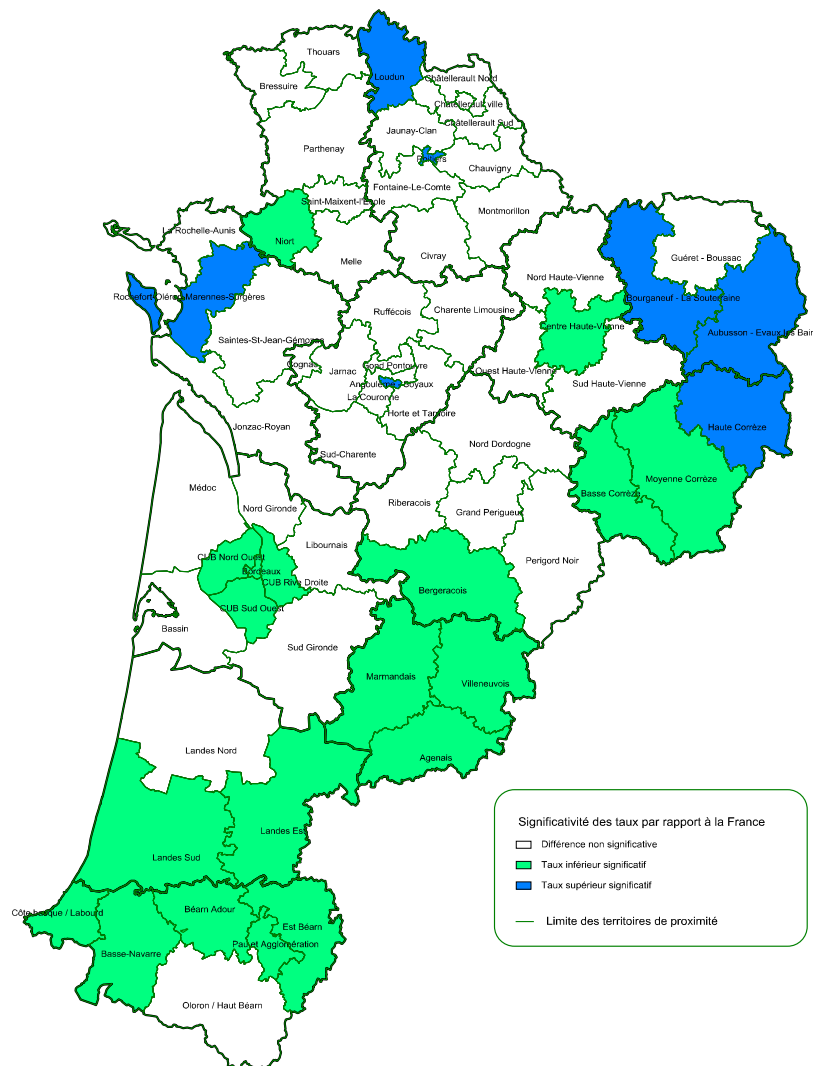 Thouars
Loudun
Châtellerault Nord
Bressuire
Châtellerault ville
Châtellerault Sud
Jaunay-Clan
Parthenay
Poitiers
Chauvigny
Fontaine-Le-Comte
Saint-Maixent-l'Ecole
Montmorillon
La Rochelle-Aunis
Niort
Melle
Civray
Guéret - Boussac
Nord Haute-Vienne
Rochefort-Oléron-Marennes-Surgères
Bourganeuf - La Souterraine
Ruffécois
Charente Limousine
Centre Haute-Vienne
Aubusson - Evaux les Bain
Saintes-St-Jean-Gémozac
Cognac
Gond Pontouvre
Jarnac
Ouest Haute-Vienne
Angoulême - Soyaux
Sud Haute-Vienne
La Couronne
Horte et Tardoire
Jonzac-Royan
Haute Corrèze
Nord Dordogne
Sud-Charente
Moyenne Corrèze
Médoc
Basse Corrèze
Riberacois
Nord Gironde
Grand Perigueux
Libournais
CUB Nord Ouest
Perigord Noir
Bordeaux
CUB Rive Droite
Bergeracois
CUB Sud Ouest
Bassin
Sud Gironde
Marmandais
Villeneuvois
Landes Nord
Agenais
Landes Est
Landes Sud
Côte basque / Labourd
Béarn Adour
Est Béarn
Pau et Agglomération
Basse-Navarre
Oloron / Haut Béarn
Significativité des taux par rapport à la France
Différence non significative
Taux inférieur significatif
Taux supérieur significatif
Limite des territoires de proximité